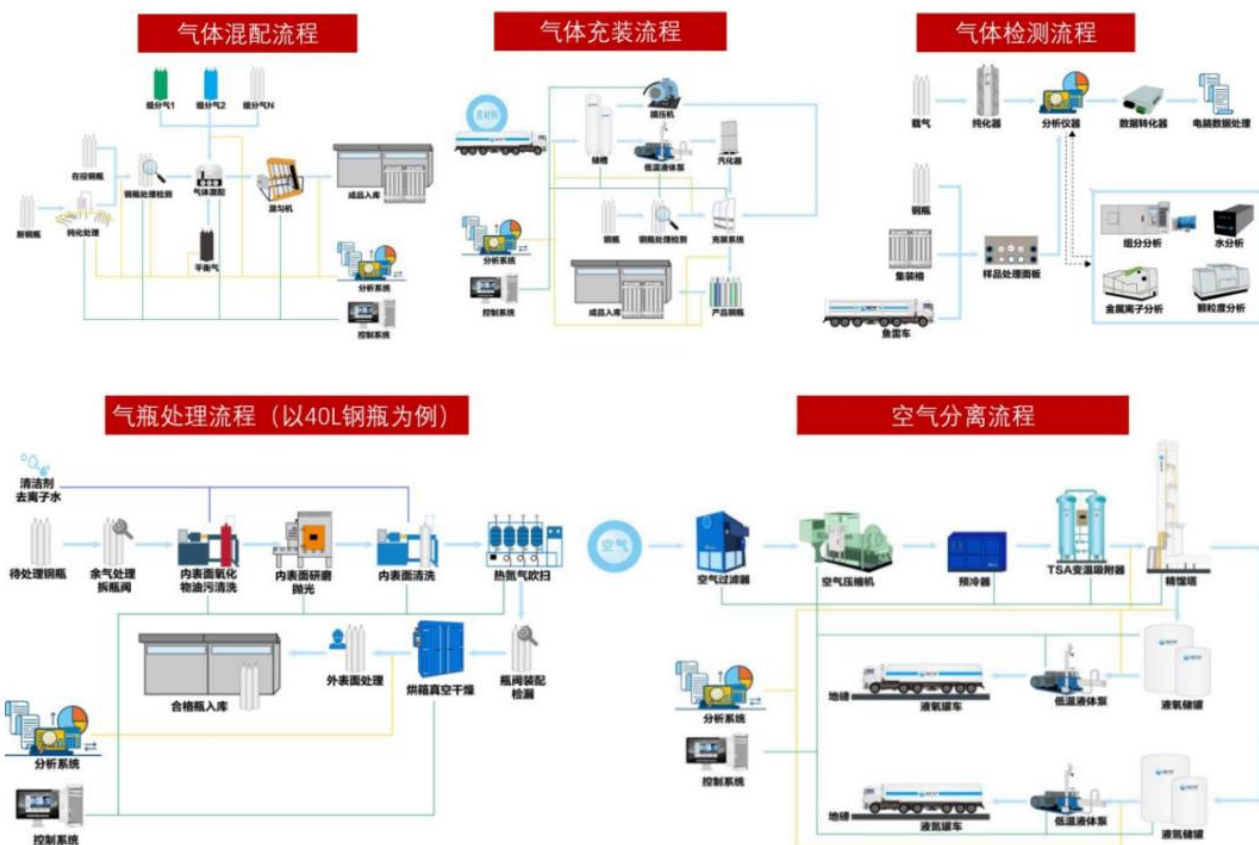 气体混配流程
组分气1
组分气2
组分气N
在役钢瓶
钢瓶处理检测
气体混配
混匀机
成品入库
新钢瓶
钝化处理
平衡气
分析系统
控制系统
气体充装流程
原材料
膜压机
储槽
低温液体泵
汽化器
钢瓶
钢瓶处理检测
充装系统
分析系统
控制系统
成品入库
产品钢瓶
气体检测流程
载气
纯化器
分析仪器
数据转化器
电脑数据处理
钢瓶
集装格
样品处理面板
鱼雷车
组分分析
水分析
金属离子分析
颗粒度分析
气瓶处理流程（以40L钢瓶为例）
清洁剂
去离子水
待处理钢瓶
余气处理
拆瓶阀
内表面氧化
物油污清洗
内表面研磨
抛光
内表面清洗
热氮气吹扫
瓶阀装配
检漏
烘箱真空干燥
外表面处理
合格瓶入库
分析系统
控制系统
空气分离流程
空气
空气过滤器
空气压缩机
预冷器
TSA变温吸附器
精馏塔
地磅
液氧罐车
低温液体泵
液氧储罐
分析系统
控制系统
地磅
液氮罐车
低温液体泵
液氮储罐